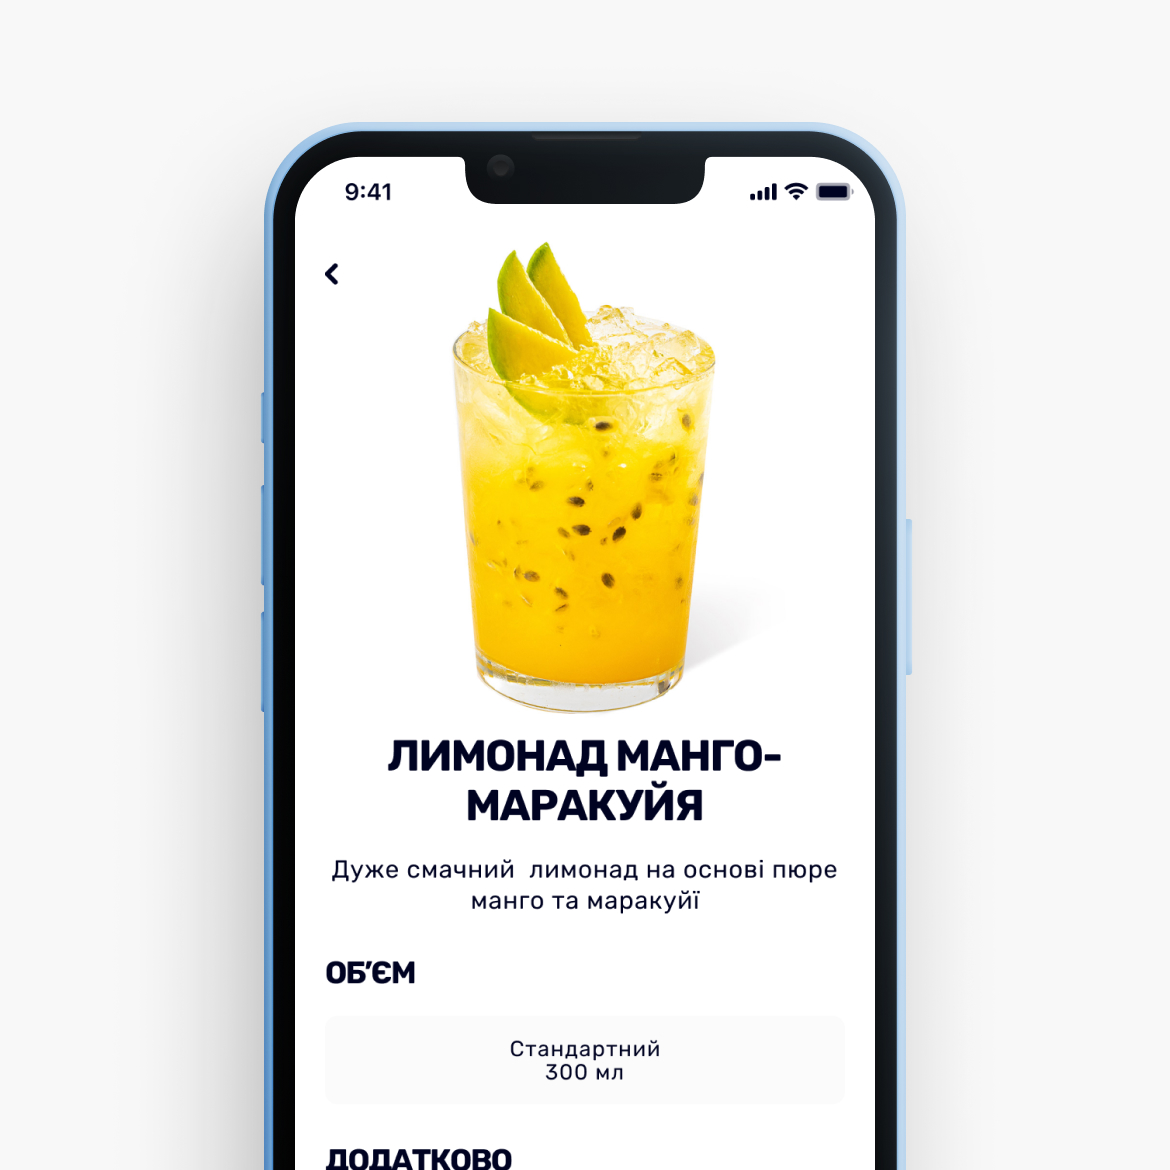 9:41
ЛИМОНАД МАНГО-
МАРАКУЙЯ
Дуже смачний  лимонад на основі пюре
манго та маракуйї
ОБ’ЄМ
Стандартний
300 мл
ДОДАТКОВО